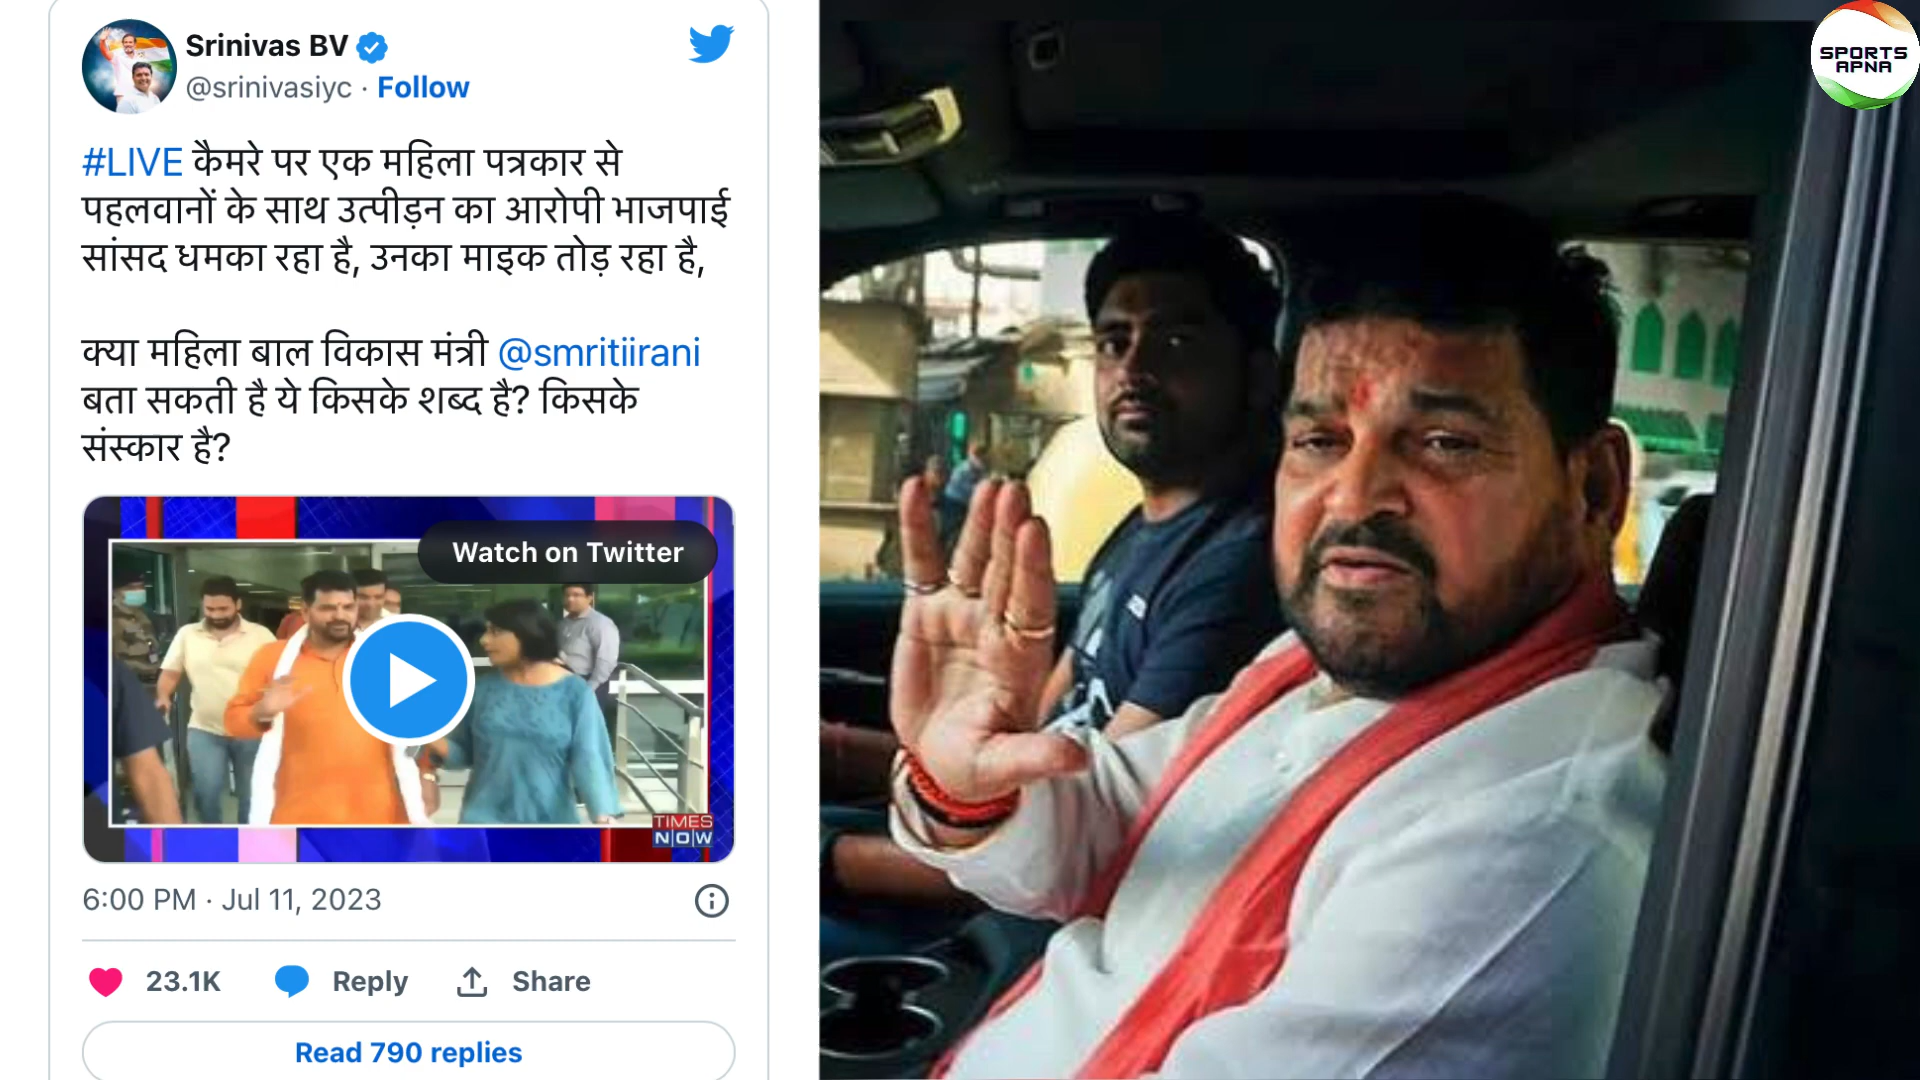 Srinivas BV
@srinivasiyc · Follow
#LIVE कैमरे पर एक महिला पत्रकार से
पहलवानों के साथ उत्पीड़न का आरोपी भाजपाई
सांसद धमका रहा है, उनका माइक तोड़ रहा है,
क्या महिला बाल विकास मंत्री @smritiirani
बता सकती है ये किसके शब्द है? किसके
संस्कार है?
Watch on Twitter
TIMES
NOW
6:00 PM · Jul 11, 2023
23.1K Reply Share
Read 790 replies
SPORTS
APNA